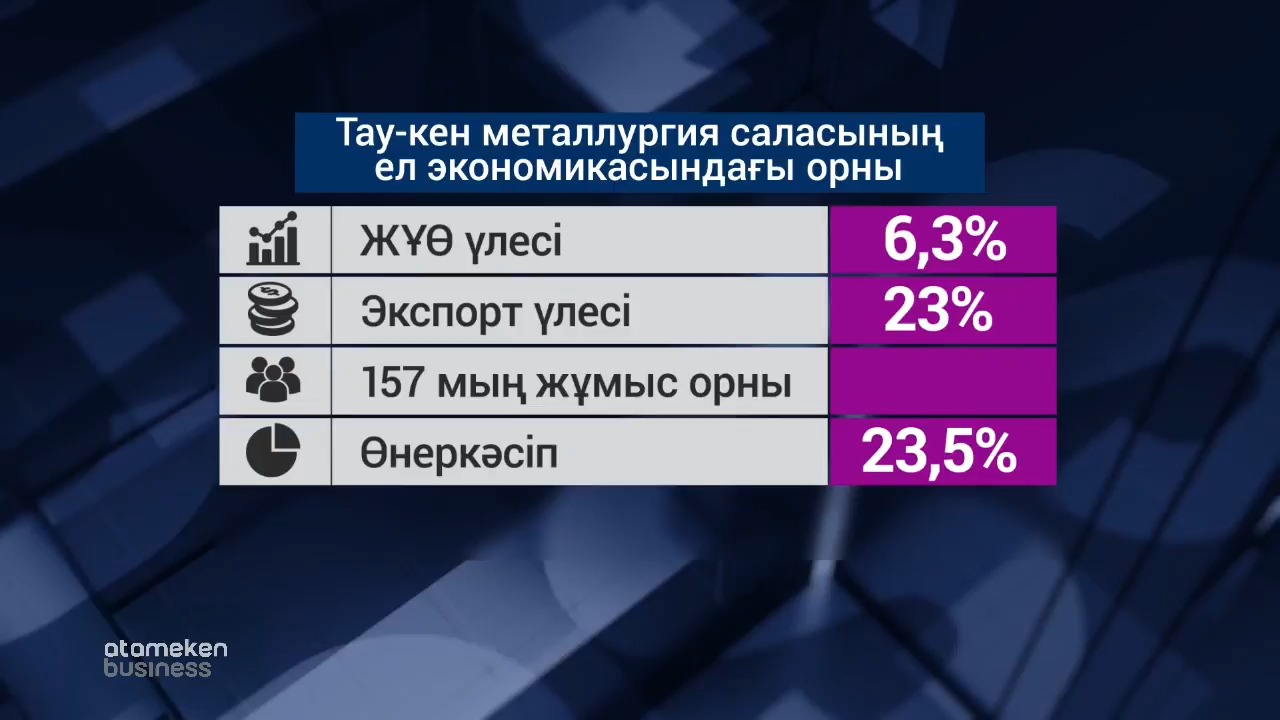 Тау-кен металлургия саласының
ел экономикасындағы орны
ЖҰӨ үлесі 6,3%
Экспорт үлесі 23%
157 мың жұмыс орны
Өнеркәсіп 23,5%
atameken
business